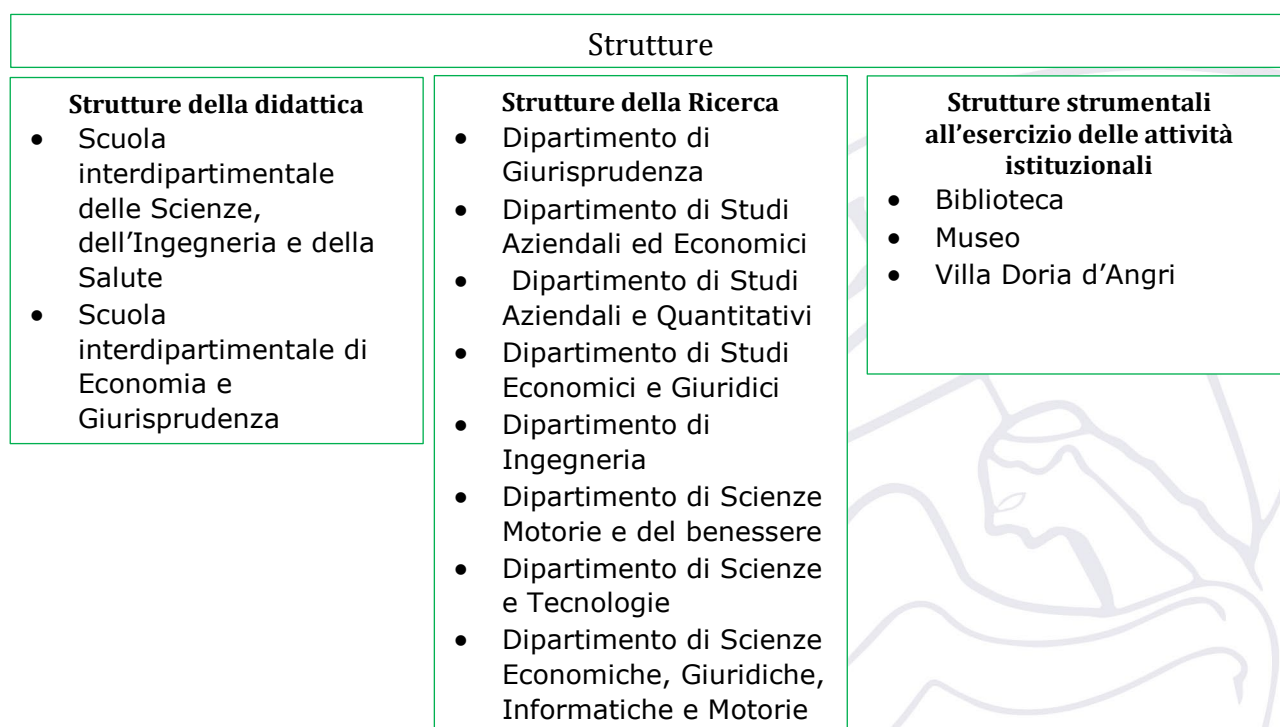 Strutture
Strutture della didattica
• Scuola
interdipartimentale
delle Scienze,
dell’Ingegneria e della
Salute
• Scuola
interdipartimentale di
Economia e
Giurisprudenza
Strutture della Ricerca
• Dipartimento di
Giurisprudenza
• Dipartimento di Studi
Aziendali ed Economici
• Dipartimento di Studi
Aziendali e Quantitativi
• Dipartimento di Studi
Economici e Giuridici
• Dipartimento di
Ingegneria
• Dipartimento di Scienze
Motorie e del benessere
• Dipartimento di Scienze
e Tecnologie
• Dipartimento di Scienze
Economiche, Giuridiche,
Informatiche e Motorie
Strutture strumentali
all’esercizio delle attività
istituzionali
• Biblioteca
• Museo
• Villa Doria d’Angri